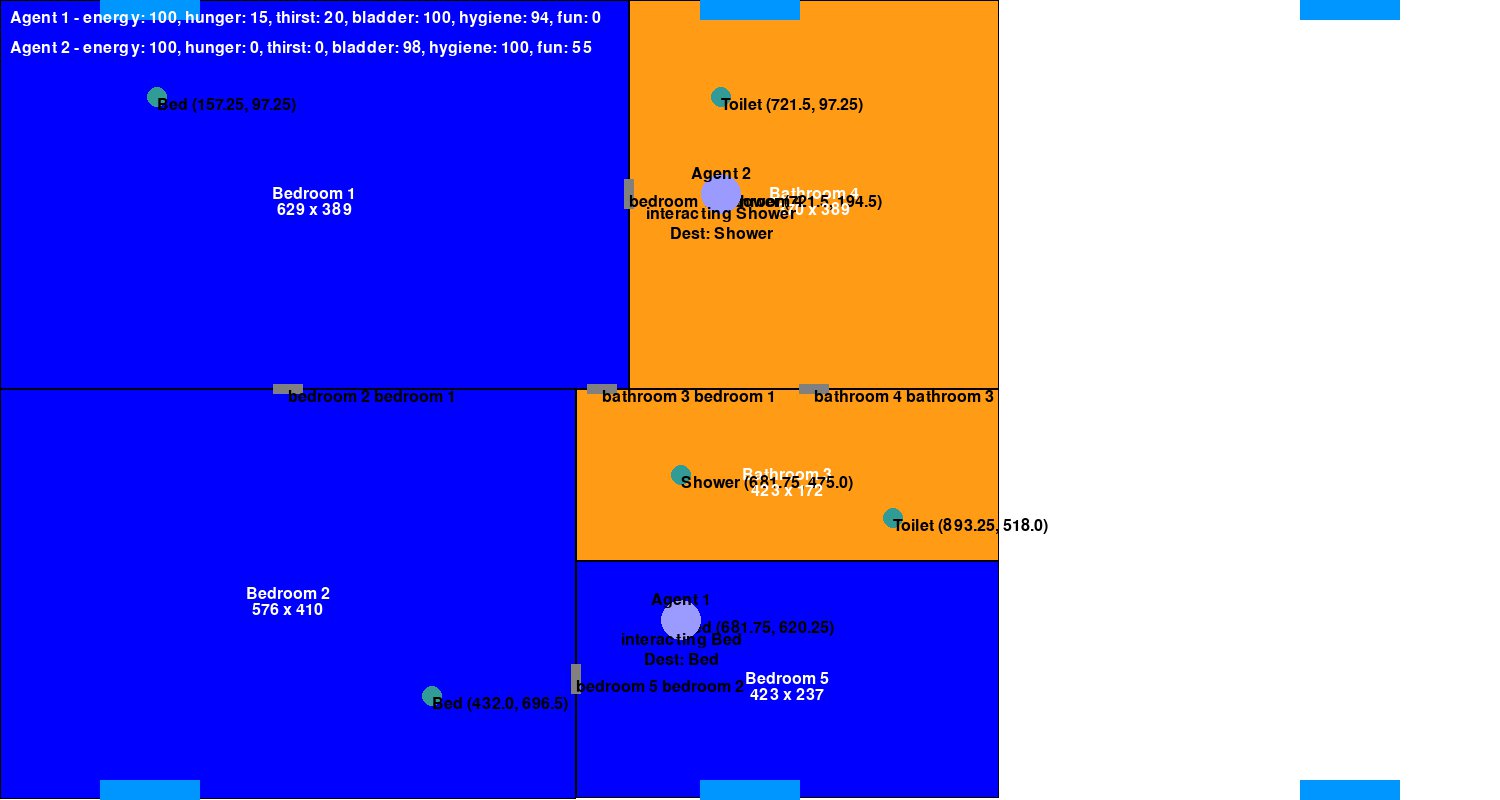 Agent 1 - energy: 100, hunger: 15, thirst: 20, bladder: 100, hygiene: 94, fun: 0
Agent 2 - energy: 100, hunger: 0, thirst: 0, bladder: 98, hygiene: 100, fun: 55
Bed (157.25, 97.25)
Toilet (721.5, 97.25)
Agent 2
Bedroom 1
629 x 389
Bathroom 4
bedroom
(721.5, 194.5)
x 389
interacting Shower
Dest: Shower
bedroom 2 bedroom 1
bathroom 3 bedroom 1
bathroom 4 bathroom 3
Bathroom 3
Shower (681.75, 475.0)
423 x 172
Toilet (893.25, 518.0)
Bedroom 2
576 x 410
Agent 1
(681.75, 620.25)
interacting Bed
Dest: Bed
Bedroom 5
423 x 237
bedroom 5 bedroom 2
Bed (432.0, 696.5)